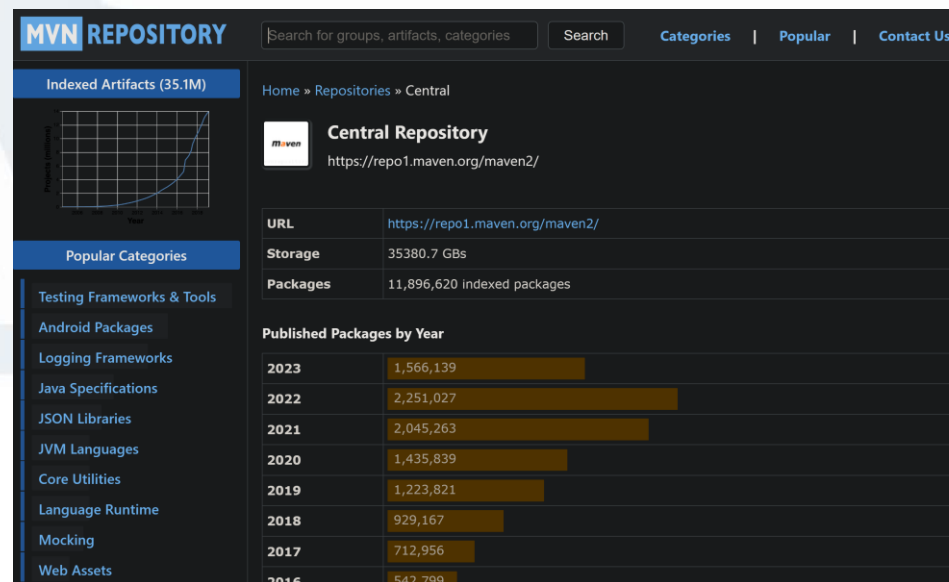 MVN REPOSITORY
Search for groups, artifacts, categories
Search
Categories | Popular | Contact Us
Indexed Artifacts (35.1M)
Projects (millions)
Year
Popular Categories
Testing Frameworks & Tools
Android Packages
Logging Frameworks
Java Specifications
JSON Libraries
JVM Languages
Core Utilities
Language Runtime
Mocking
Web Assets
Home » Repositories » Central
maven
Central Repository
https://repo1.maven.org/maven2/
URL https://repo1.maven.org/maven2/
Storage 35380.7 GBs
Packages 11,896,620 indexed packages
Published Packages by Year
2023 1,566,139
2022 2,251,027
2021 2,045,263
2020 1,435,839
2019 1,223,821
2018 929,167
2017 712,956
2016 542,799